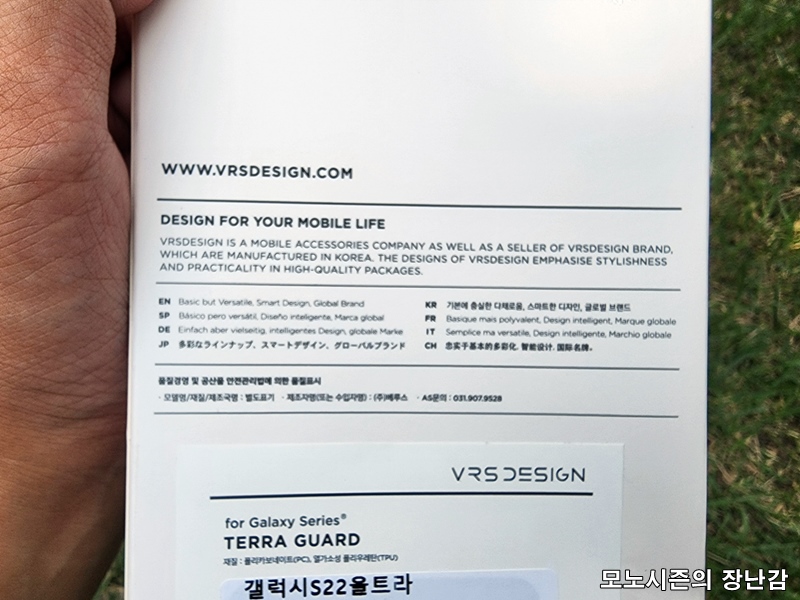 WWW.VRSDESIGN.COM
DESIGN FOR YOUR MOBILE LIFE
VRSDESIGN IS A MOBILE ACCESSORIES COMPANY AS WELL AS A SELLER OF VRSDESIGN BRAND,
WHICH ARE MANUFACTURED IN KOREA. THE DESIGNS OF VRSDESIGN EMPHASISE STYLISHNESS
AND PRACTICALITY IN HIGH-QUALITY PACKAGES.
EN Basic but Versatile, Smart Design, Global Brand
SP Básico pero versátil, Diseño inteligente, Marca global
DE Einfach aber vielseitig, intelligentes Design, globale Marke
JP 多彩なラインナップ、スマートデザイン、グローバルブランド
KR 기본에 충실한 다채로움, 스마트한 디자인, 글로벌 브랜드
FR Basique mais polyvalent, Design intelligent, Marque globale
IT Semplice ma versatile, Design intelligente, Marchio globale
CH 忠实于基本的多彩化, 智能设计, 国际名牌。
품질경영 및 공산품 안전관리법에 의한 품질표시
· 모델명/재질/제조국명 : 별도표기 · 제조자명(또는 수입자명) : (주)베루스 · AS문의 : 031.907.9528
VRS DESIGN
for Galaxy Series®
TERRA GUARD
재질 : 폴리카보네이트(PC), 열가소성 폴리우레탄(TPU)
갤럭시S22울트라
모노시즌의 장난감